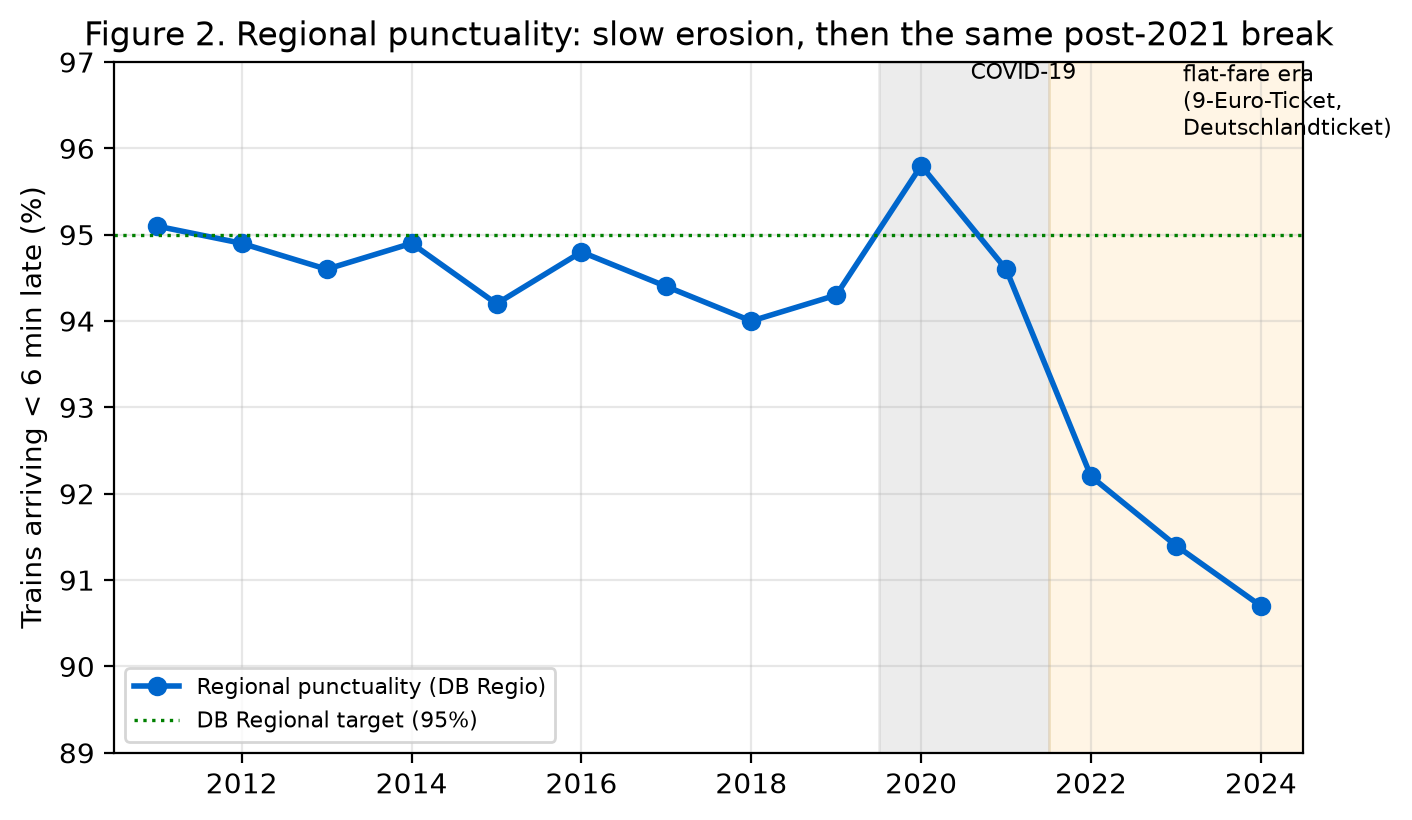 Figure 2. Regional punctuality: slow erosion, then the same post-2021 break
97
96
95
94
93
92
91
90
89
Trains arriving < 6 min late (%)
COVID-19
flat-fare era
(9-Euro-Ticket,
Deutschlandticket)
Regional punctuality (DB Regio)
DB Regional target (95%)
2012
2014
2016
2018
2020
2022
2024